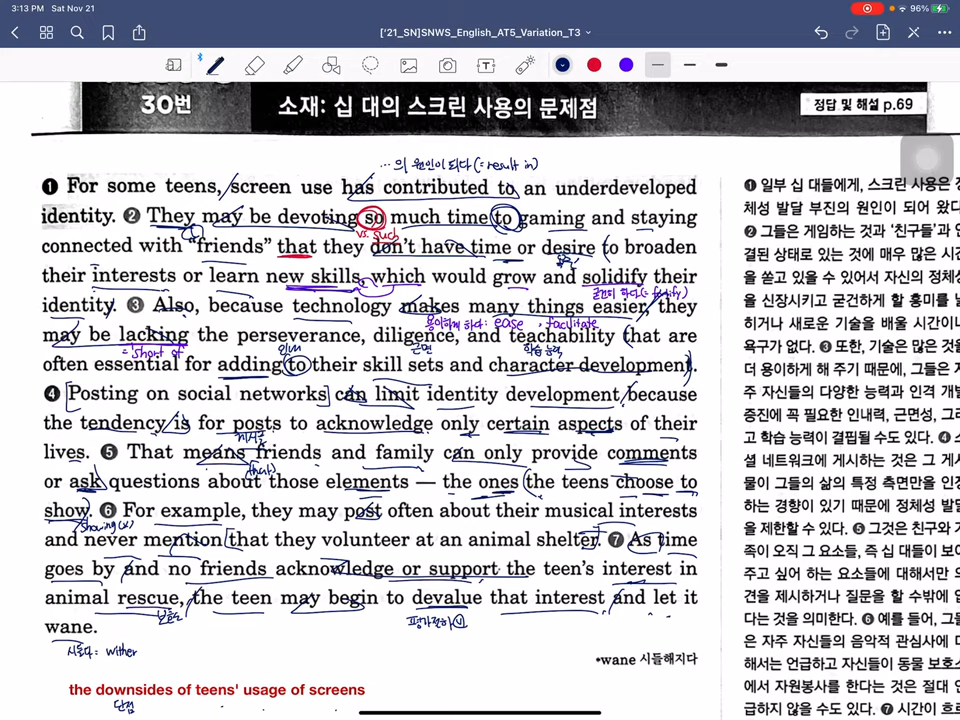 3:13 PM Sat Nov 21
96%
['21_SN]SNWS_English_AT5_Variation_T3
30번
소재: 십 대의 스크린 사용의 문제점
정답 및 해설 p.69
… 의 원인이 되다 (= result in)
❶ For some teens, screen use has contributed to an underdeveloped
identity. ❷ They may be devoting so much time to gaming and staying
vs. such
connected with "friends" that they don't have time or desire to broaden
their interests or learn new skills, which would grow and solidify their
굳건히 하다 (= fortify)
identity. ❸ Also, because technology makes many things easier, they
용이하게 하다: ease, facilitate
may be lacking the perseverance, diligence, and teachability that are
= 'short of'
인내
근면
학습 능력
often essential for adding to their skill sets and character development.
❹ Posting on social networks can limit identity development because
the tendency is for posts to acknowledge only certain aspects of their
게시글
lives. ❺ That means friends and family can only provide comments
(that)
or ask questions about those elements — the ones the teens choose to
show. ❻ For example, they may post often about their musical interests
showing (x)
and never mention that they volunteer at an animal shelter. ❼ As time
goes by and no friends acknowledge or support the teen's interest in
animal rescue, the teen may begin to devalue that interest and let it
보호소
평가절하 ⓥ
wane.
시들다: wither
*wane 시들해지다
the downsides of teens' usage of screens
단점
❶ 일부 십 대들에게, 스크린 사용은 정
체성 발달 부진의 원인이 되어 왔다
❷ 그들은 게임하는 것과 '친구들'과 연
결된 상태로 있는 것에 매우 많은 시간
을 쏟고 있을 수 있어서 자신의 정체성
을 신장시키고 굳건하게 할 흥미를 넓
히거나 새로운 기술을 배울 시간이나
욕구가 없다. ❸ 또한, 기술은 많은 것을
더 용이하게 해 주기 때문에, 그들은 자
주 자신들의 다양한 능력과 인격 개발
증진에 꼭 필요한 인내력, 근면성, 그리
고 학습 능력이 결핍될 수도 있다. ❹ 소
셜 네트워크에 게시하는 것은 그 게시
물이 그들의 삶의 특정 측면만을 인정
하는 경향이 있기 때문에 정체성 발달
을 제한할 수 있다. ❺ 그것은 친구와 가
족이 오직 그 요소들, 즉 십 대들이 보여
주고 싶어 하는 요소들에 대해서만 의
견을 제시하거나 질문을 할 수밖에 없
다는 것을 의미한다. ❻ 예를 들어, 그들
은 자주 자신들의 음악적 관심사에 대
해서는 언급하고 자신들이 동물 보호소
에서 자원봉사를 한다는 것은 절대 언
급하지 않을 수도 있다. ❼ 시간이 흐르